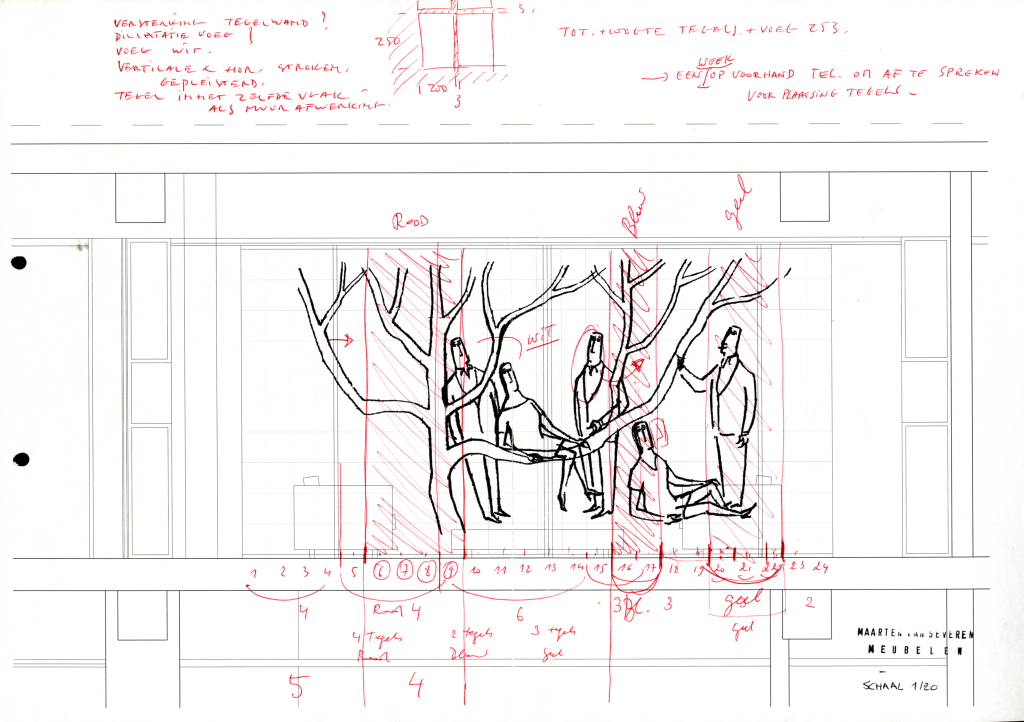 VERSTERKING TEGELWAND?
DILLATATIE VOEG!
VOEG WIT.
VERTICALE & HOR. STROKEN,
GEPLEISTERD.
TEGEL IN HET ZELFDE VLAK
ALS MUUR AFWERKING.
250
3.
200
3
TOT. + HOOGTE TEGELS. + VOEG 253.
WEEK
→ EEN OP VOORHAND TEL. OM AF TE SPREKEN
VOOR PLAATSING TEGELS -
ROOD
Blauw
geel
WIT
1 2 3 4 5 6 7 8 9 10 11 12 13 14 15 16 17 18 19 20 21 22 23 24
4 Rood 4 6 3 Bl. 3 geel 2
4 Tegels 2 tegels 3 tegels geel
Rood Blauw Geel
5 4
MAARTEN VAN SEVEREN
MEUBELEN
SCHAAL 1/20